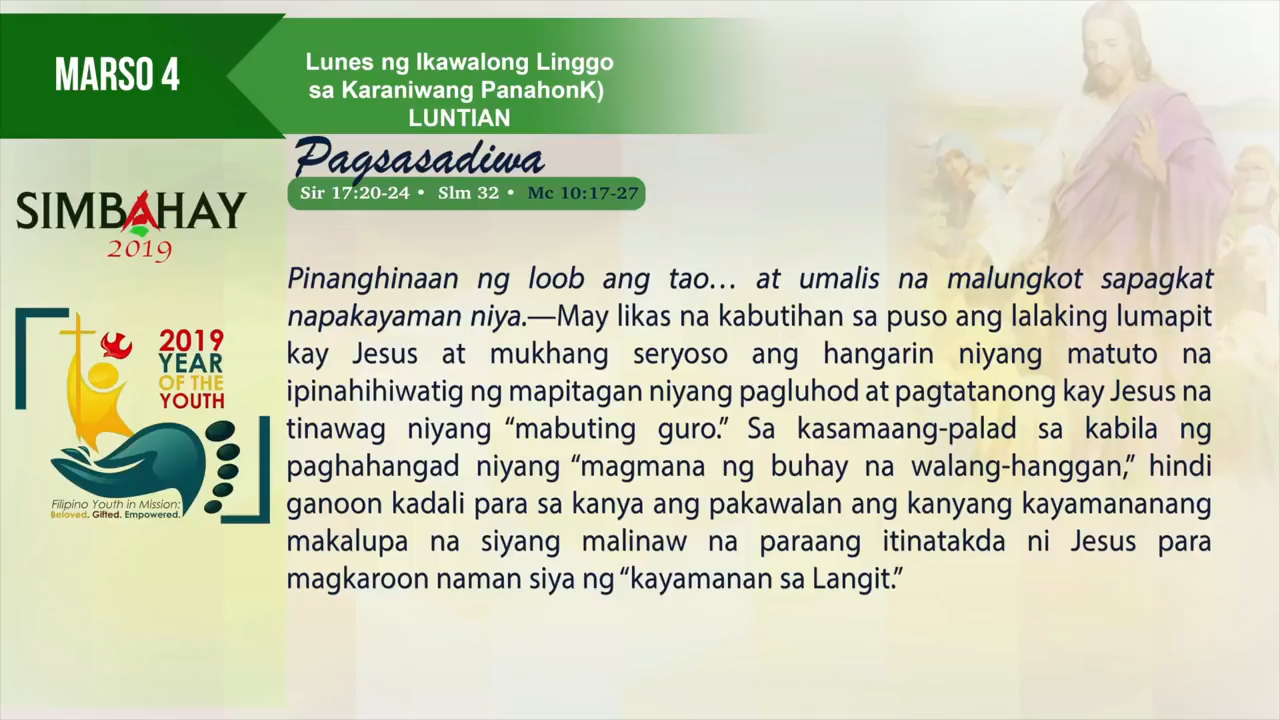 MARSO 4
Lunes ng Ikawalong Linggo
sa Karaniwang PanahonK)
LUNTIAN
Pagsasadiwa
Sir 17:20-24 • Slm 32 • Mc 10:17-27
SIMBAHAY
2019
2019
YEAR
OF THE
YOUTH
Filipino Youth in Mission:
Beloved. Gifted. Empowered.
Pinanghinaan ng loob ang tao… at umalis na malungkot sapagkat
napakayaman niya.—May likas na kabutihan sa puso ang lalaking lumapit
kay Jesus at mukhang seryoso ang hangarin niyang matuto na
ipinahihiwatig ng mapitagan niyang pagluhod at pagtatanong kay Jesus na
tinawag niyang “mabuting guro.” Sa kasamaang-palad sa kabila ng
paghahangad niyang “magmana ng buhay na walang-hanggan,” hindi
ganoon kadali para sa kanya ang pakawalan ang kanyang kayamananang
makalupa na siyang malinaw na paraang itinatakda ni Jesus para
magkaroon naman siya ng “kayamanan sa Langit.”